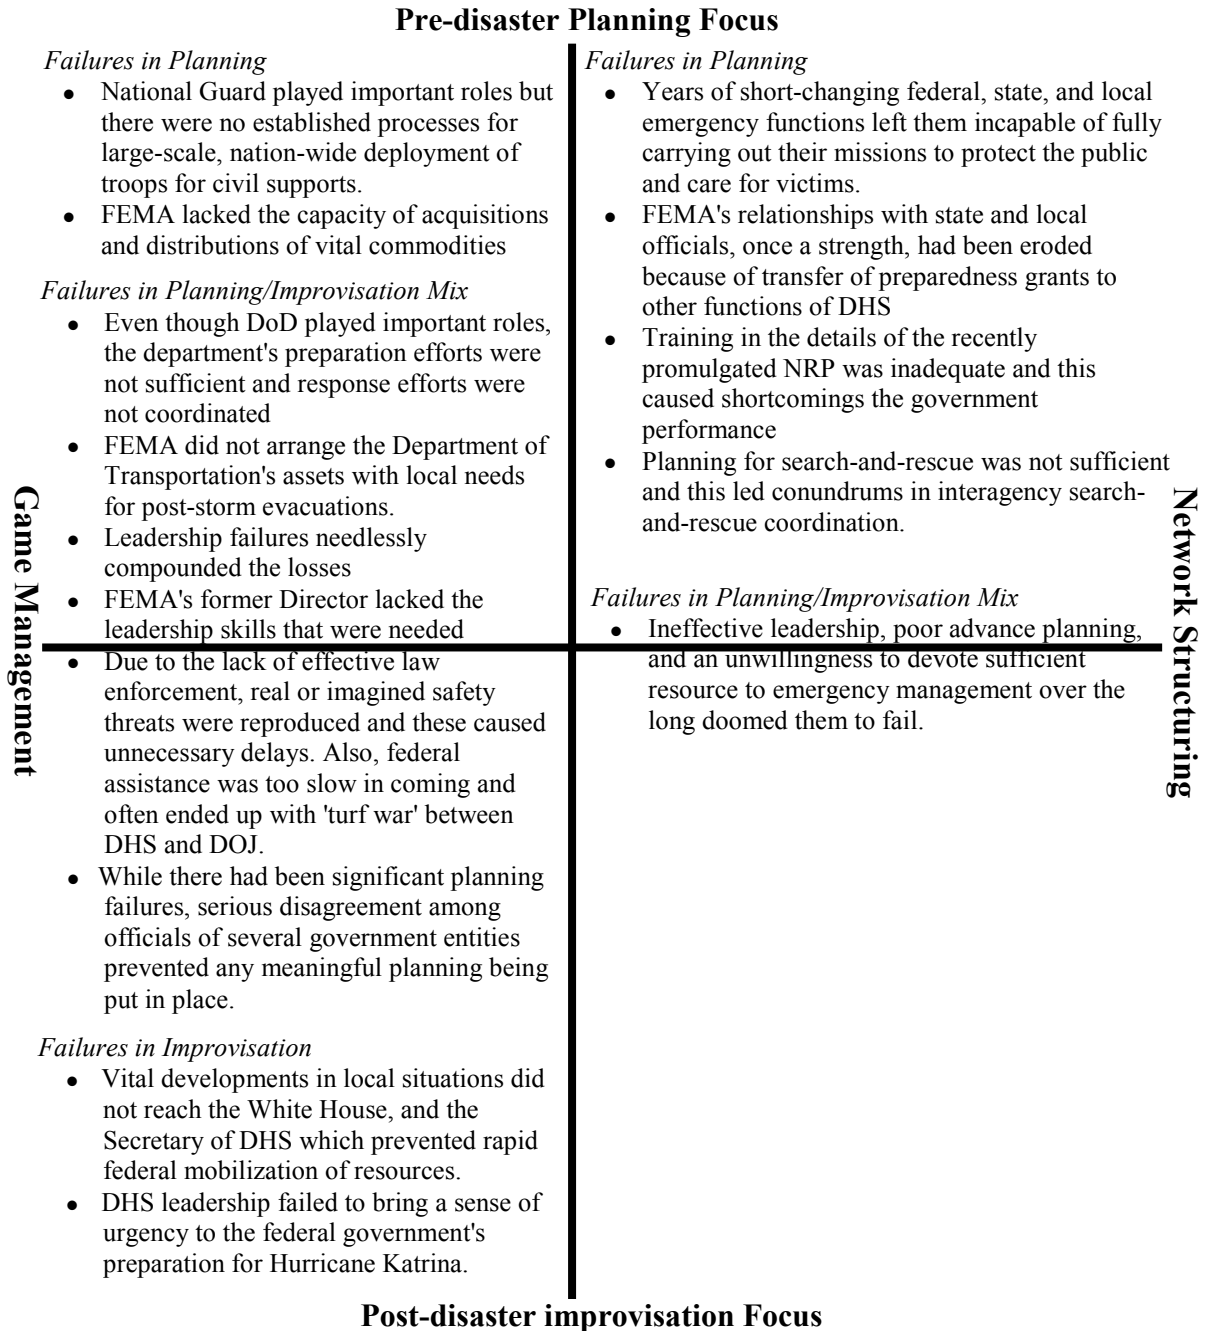 Pre-disaster Planning Focus
Failures in Planning
• National Guard played important roles but
there were no established processes for
large-scale, nation-wide deployment of
troops for civil supports.
• FEMA lacked the capacity of acquisitions
and distributions of vital commodities
Failures in Planning/Improvisation Mix
• Even though DoD played important roles,
the department's preparation efforts were
not sufficient and response efforts were
not coordinated
• FEMA did not arrange the Department of
Transportation's assets with local needs
for post-storm evacuations.
• Leadership failures needlessly
compounded the losses
• FEMA's former Director lacked the
leadership skills that were needed
• Due to the lack of effective law
enforcement, real or imagined safety
threats were reproduced and these caused
unnecessary delays. Also, federal
assistance was too slow in coming and
often ended up with 'turf war' between
DHS and DOJ.
• While there had been significant planning
failures, serious disagreement among
officials of several government entities
prevented any meaningful planning being
put in place.
Failures in Improvisation
• Vital developments in local situations did
not reach the White House, and the
Secretary of DHS which prevented rapid
federal mobilization of resources.
• DHS leadership failed to bring a sense of
urgency to the federal government's
preparation for Hurricane Katrina.
Failures in Planning
• Years of short-changing federal, state, and local
emergency functions left them incapable of fully
carrying out their missions to protect the public
and care for victims.
• FEMA's relationships with state and local
officials, once a strength, had been eroded
because of transfer of preparedness grants to
other functions of DHS
• Training in the details of the recently
promulgated NRP was inadequate and this
caused shortcomings the government
performance
• Planning for search-and-rescue was not sufficient
and this led conundrums in interagency search-
and-rescue coordination.
Failures in Planning/Improvisation Mix
• Ineffective leadership, poor advance planning,
and an unwillingness to devote sufficient
resource to emergency management over the
long doomed them to fail.
Game Management
Network Structuring
Post-disaster improvisation Focus